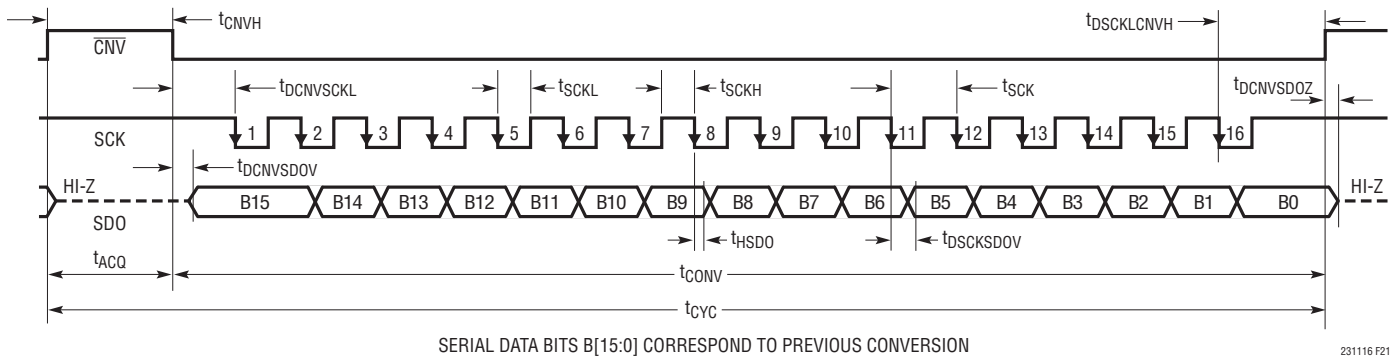 tCNVH
tDSCKLCNVH
CNV
tDCNVSCKL
tSCKL
tSCKH
tSCK
tDCNVSDOZ
SCK
1 2 3 4 5 6 7 8 9 10 11 12 13 14 15 16
tDCNVSDOV
HI-Z
HI-Z
B15 B14 B13 B12 B11 B10 B9 B8 B7 B6 B5 B4 B3 B2 B1 B0
SDO
tHSDO
tDSCKSDOV
tACQ
tCONV
tCYC
SERIAL DATA BITS B[15:0] CORRESPOND TO PREVIOUS CONVERSION
231116 F21